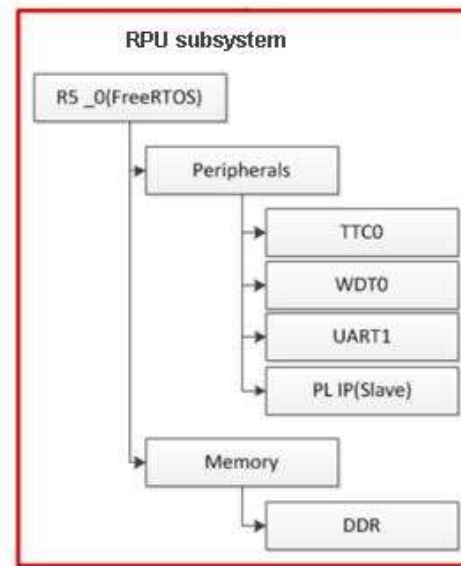 RPU subsystem
R5 _0(FreeRTOS)
Peripherals
TTC0
WDT0
UART1
PL IP(Slave)
Memory
DDR